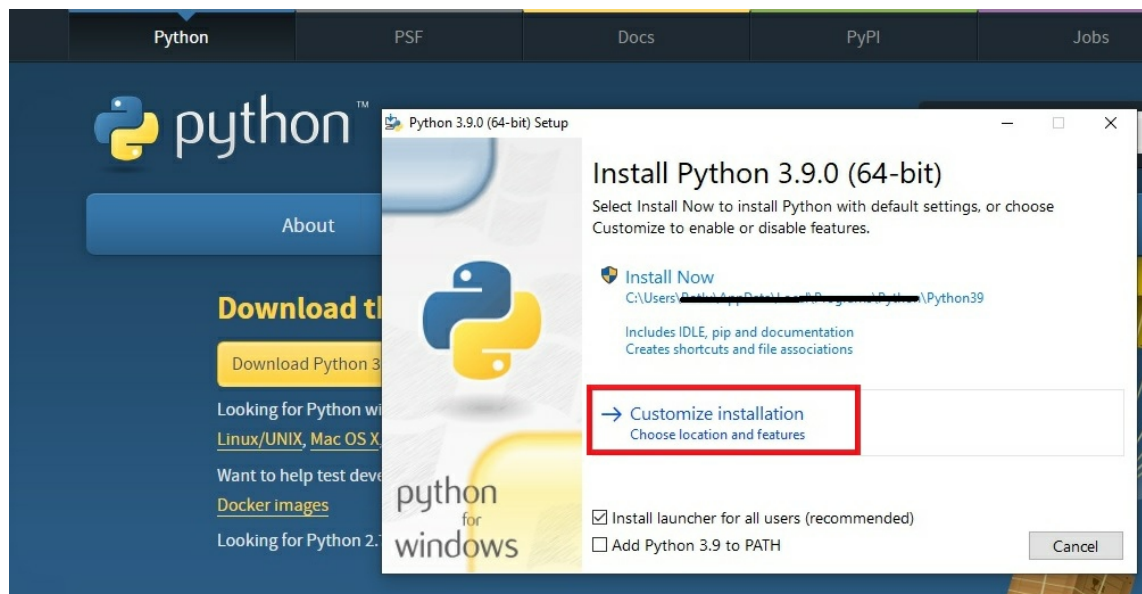 Python
PSF
Docs
PyPI
Jobs
python™
About
Download t
Download Python 3
Looking for Python wi
Linux/UNIX, Mac OS X,
Want to help test deve
Docker images
Looking for Python 2.
Python 3.9.0 (64-bit) Setup
Install Python 3.9.0 (64-bit)
Select Install Now to install Python with default settings, or choose
Customize to enable or disable features.
Install Now
C:\Users\ \Python39
Includes IDLE, pip and documentation
Creates shortcuts and file associations
Customize installation
Choose location and features
python
for
windows
Install launcher for all users (recommended)
Add Python 3.9 to PATH
Cancel